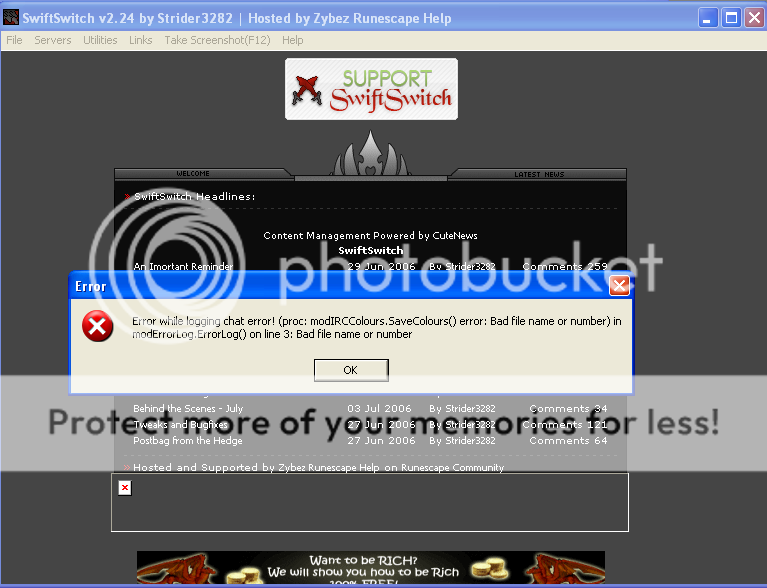 SwiftSwitch v2.24 by Strider3282 | Hosted by Zybez Runescape Help
File Servers Utilities Links Take Screenshot(F12) Help
SUPPORT
SwiftSwitch
WELCOME
LATEST NEWS
SwiftSwitch Headlines:
Content Management Powered by CuteNews
SwiftSwitch
An Imortant Reminder 29 Jun 2006 By Strider3282 Comments 259
photobucket
Error
Error while logging chat error! (proc: modIRCColours.SaveColours() error: Bad file name or number) in
modErrorLog.ErrorLog() on line 3: Bad file name or number
OK
Behind the Scenes - July 03 Jul 2006 By Strider3282 Comments 34
Protect more of your memories for less!
Tweaks and Bugfixes 27 Jun 2006 By Strider3282 Comments 121
Postbag from the Hedge 27 Jun 2006 By Strider3282 Comments 64
Hosted and Supported by Zybez Runescape Help on Runescape Community
Want to be RICH?
We will show you how to be Rich
100% FREE!